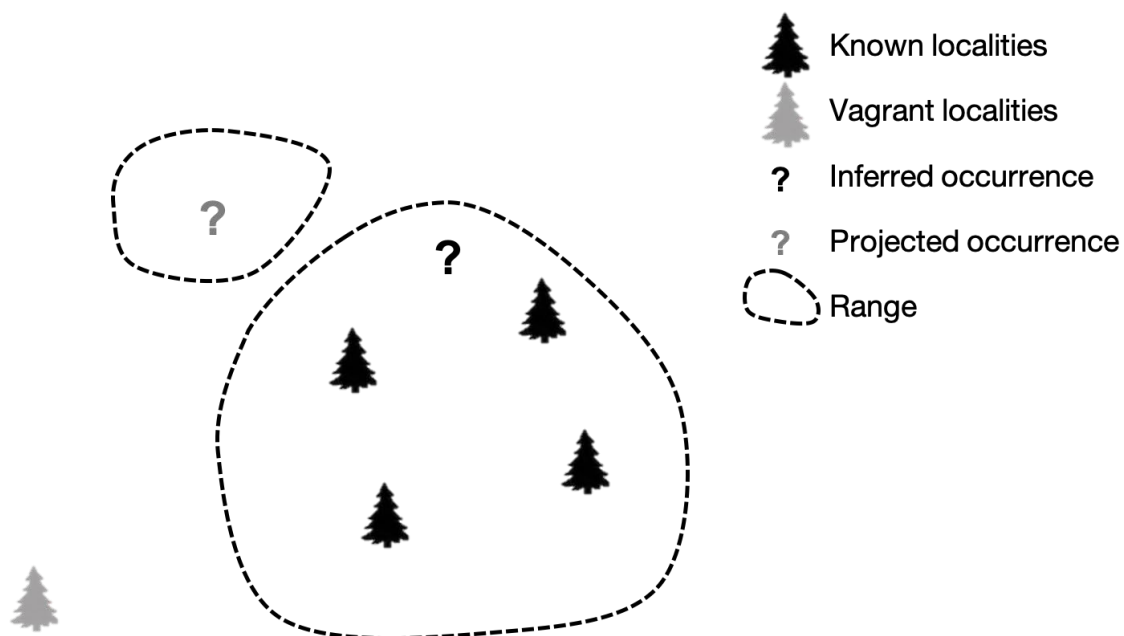 Known localities
Vagrant localities
? Inferred occurrence
? Projected occurrence
Range
?
?